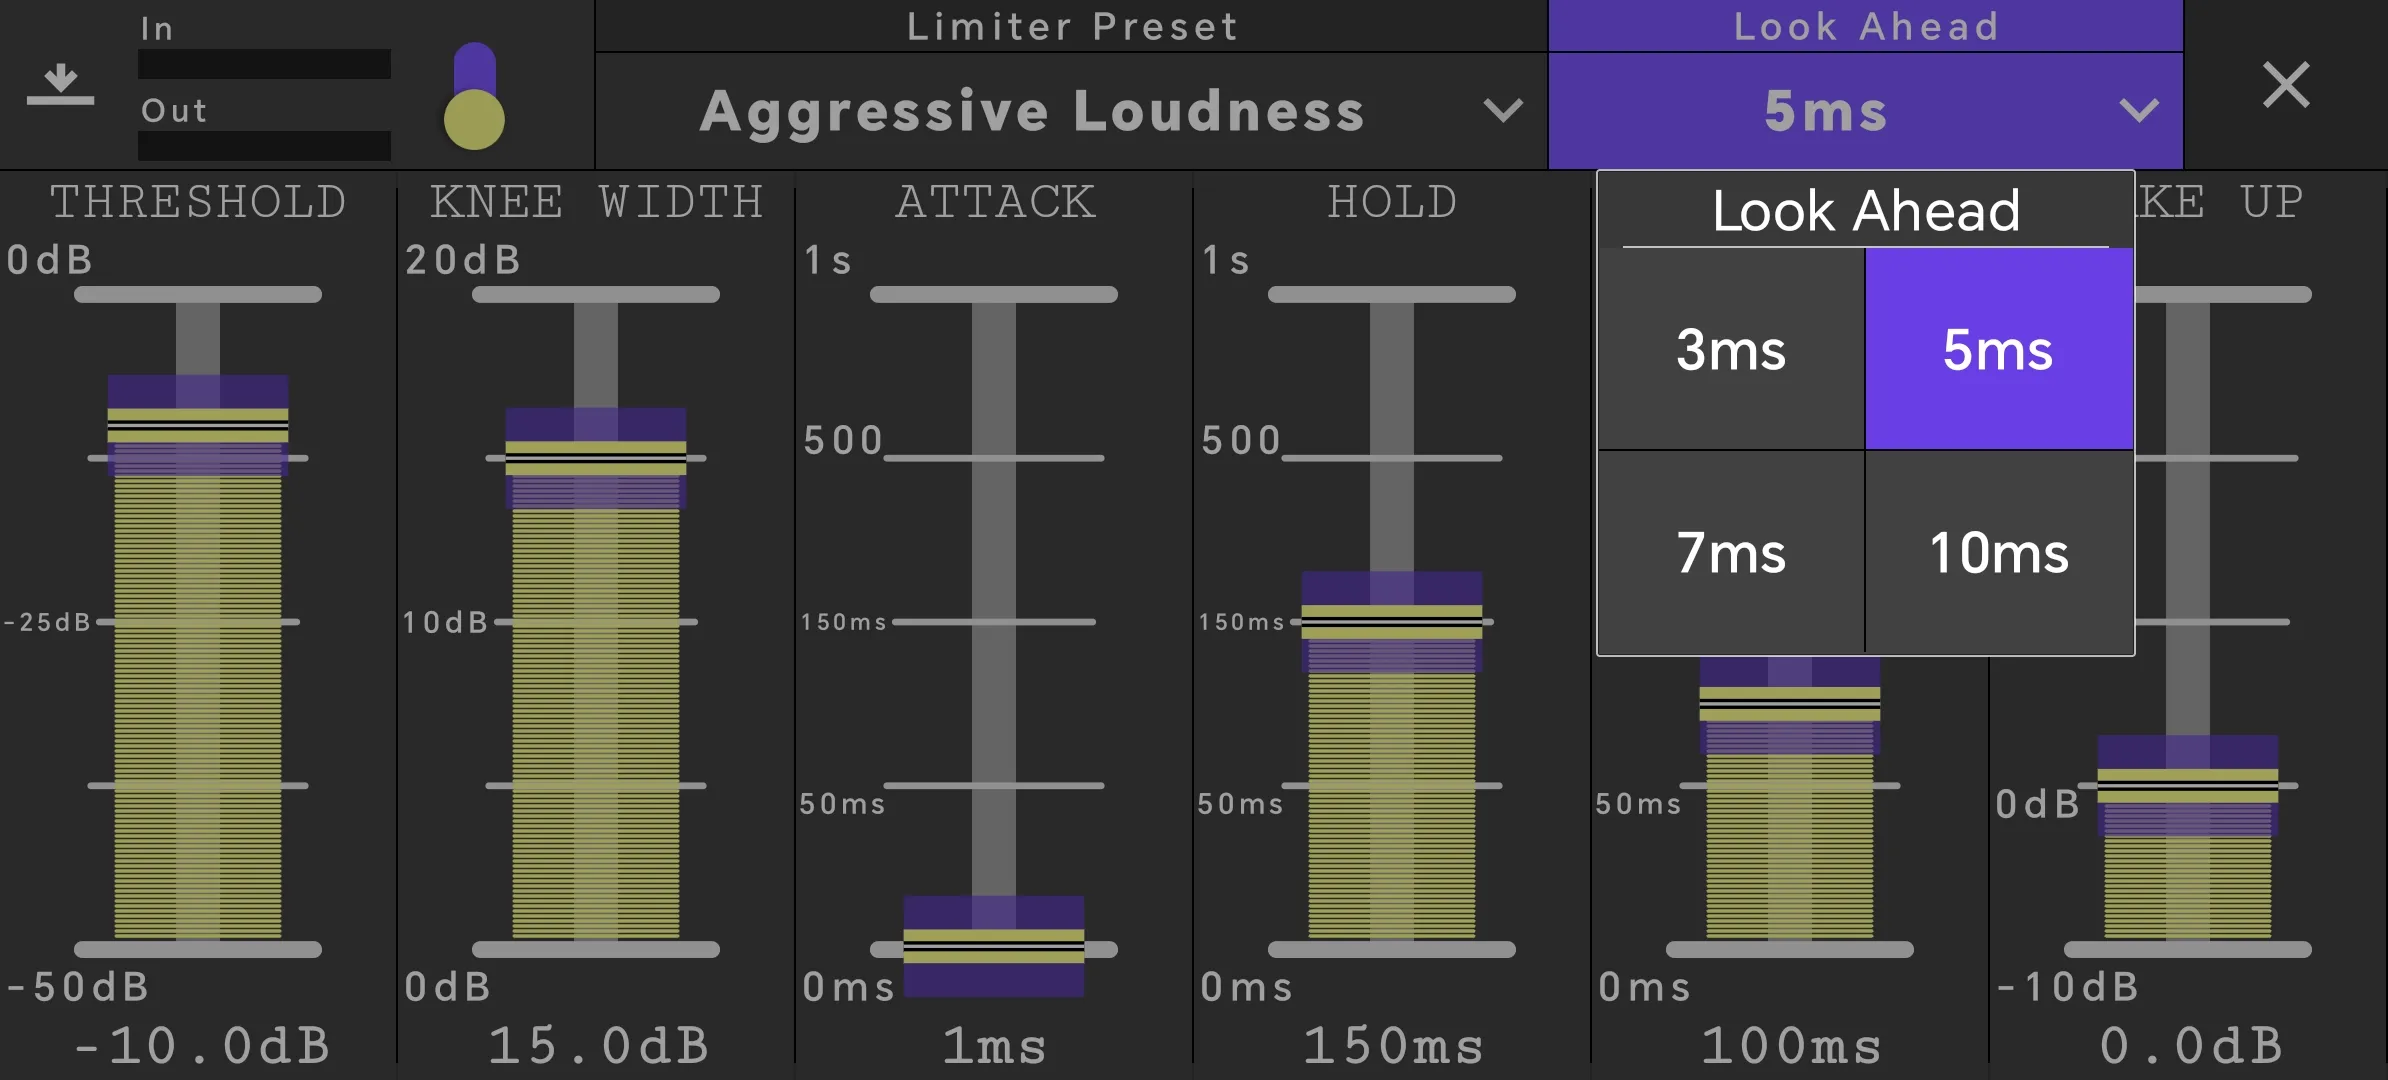 In
Out
Limiter Preset
Aggressive Loudness
Look Ahead
5ms
THRESHOLD
0dB
-25dB
-50dB
-10.0dB
KNEE WIDTH
20dB
10dB
0dB
15.0dB
ATTACK
1s
500
150ms
50ms
0ms
1ms
HOLD
1s
500
150ms
50ms
0ms
150ms
Look Ahead
3ms
5ms
7ms
10ms
50ms
0ms
100ms
KE UP
0dB
-10dB
0.0dB